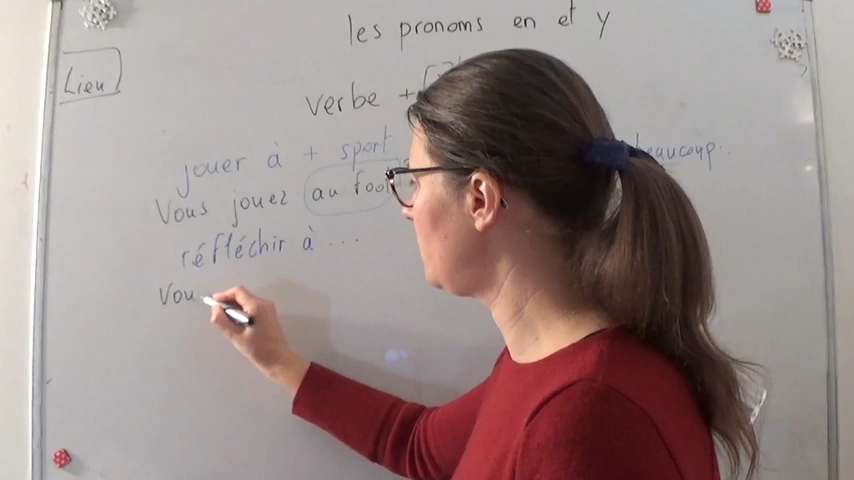 les pronoms en et y
Lieu
verbe +
jouer à + sport beaucoup..
Vous jouez au foot
réfléchir à ...
Vou